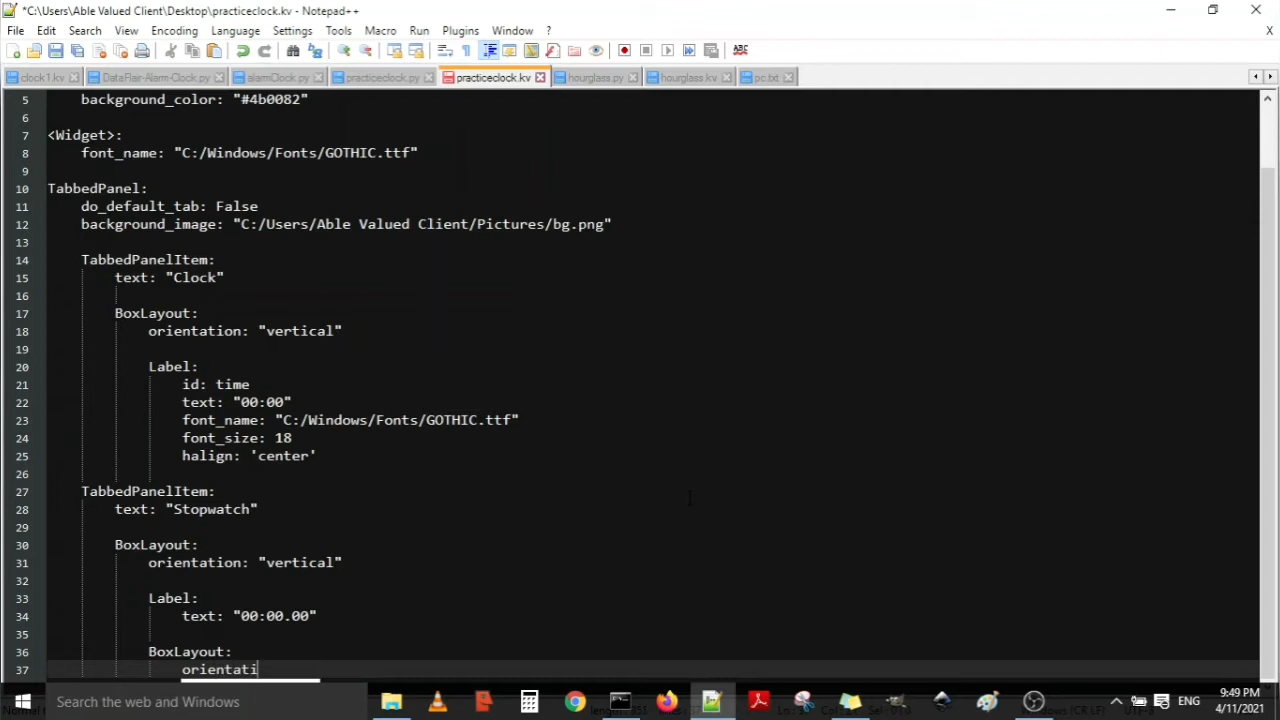 *C:\Users\Able Valued Client\Desktop\practiceclock.kv - Notepad++
File Edit Search View Encoding Language Settings Tools Macro Run Plugins Window ? X
clock1.kv DataFlair-Alarm-Clock.py alarmClock.py practiceclock.py practiceclock.kv hourglass.py hourglass.kv pc.txt
5 background_color: "#4b0082"
6
7 <Widget>:
8 font_name: "C:/Windows/Fonts/GOTHIC.ttf"
9
10 TabbedPanel:
11 do_default_tab: False
12 background_image: "C:/Users/Able Valued Client/Pictures/bg.png"
13
14 TabbedPanelItem:
15 text: "Clock"
16
17 BoxLayout:
18 orientation: "vertical"
19
20 Label:
21 id: time
22 text: "00:00"
23 font_name: "C:/Windows/Fonts/GOTHIC.ttf"
24 font_size: 18
25 halign: 'center'
26
27 TabbedPanelItem:
28 text: "Stopwatch"
29
30 BoxLayout:
31 orientation: "vertical"
32
33 Label:
34 text: "00:00.00"
35
36 BoxLayout:
37 orientati
Search the web and Windows
ENG
9:49 PM
4/11/2021